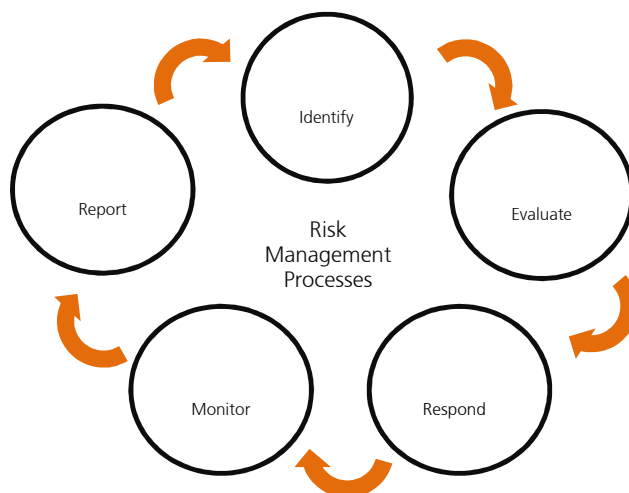 Identify
Report
Evaluate
Risk
Management
Processes
Monitor
Respond